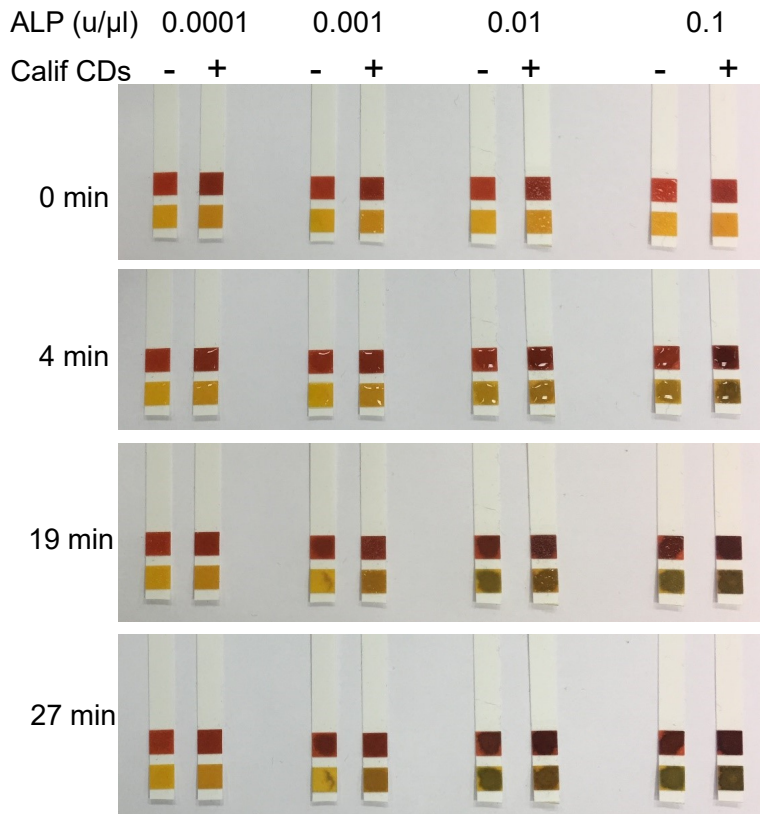 ALP (u/µl) 0.0001 0.001 0.01 0.1
Calif CDs - + - + - + - +
0 min
4 min
19 min
27 min